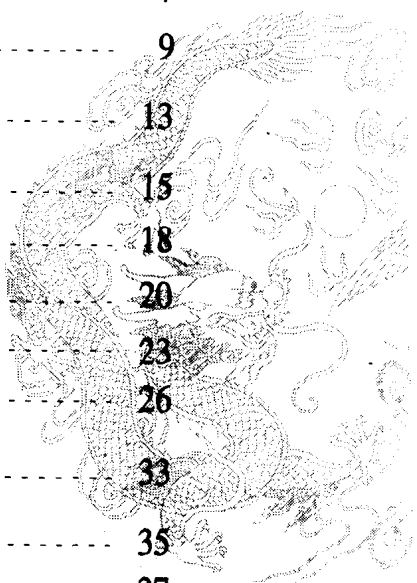 - - - - - - - - - - 9
- - - - - - - - - 13
- - - - - - - - - 15
- - - - - - - - - 18
- - - - - - - - - 20
- - - - - - - - - 23
- - - - - - - - - 26
- - - - - - - - - 33
- - - - - - - - - 35